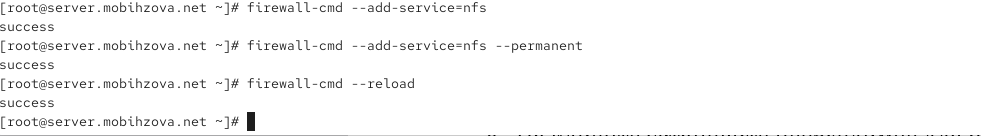 [root@server.mobihzova.net ~]# firewall-cmd --add-service=nfs
success
[root@server.mobihzova.net ~]# firewall-cmd --add-service=nfs --permanent
success
[root@server.mobihzova.net ~]# firewall-cmd --reload
success
[root@server.mobihzova.net ~]#